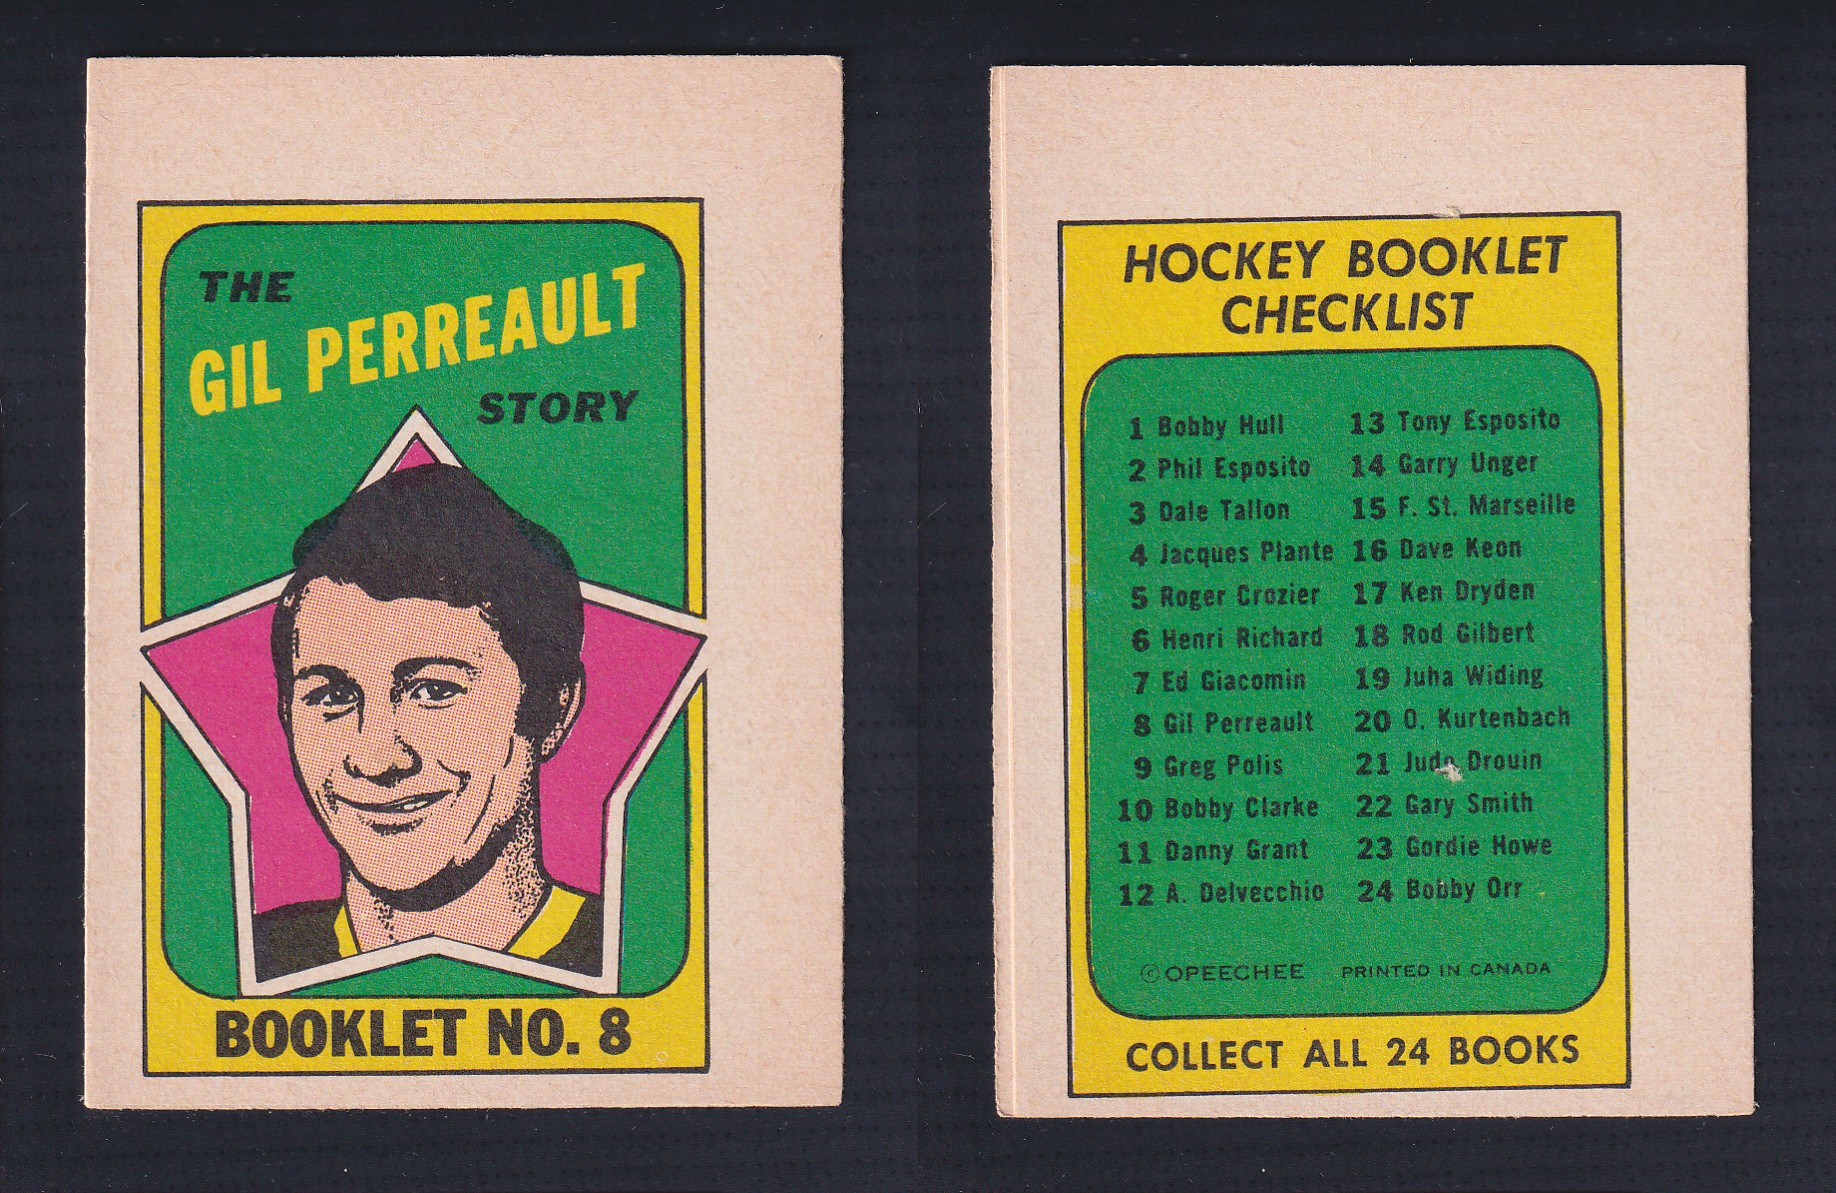 THE
GIL PERREAULT
STORY
BOOKLET NO. 8
HOCKEY BOOKLET
CHECKLIST
1 Bobby Hull
2 Phil Esposito
3 Dale Tallon
4 Jacques Plante
5 Roger Crozier
6 Henri Richard
7 Ed Giacomin
8 Gil Perreault
9 Greg Polis
10 Bobby Clarke
11 Danny Grant
12 A. Delvecchio
13 Tony Esposito
14 Garry Unger
15 F. St. Marseille
16 Dave Keon
17 Ken Dryden
18 Rod Gilbert
19 Juha Widing
20 O. Kurtenbach
21 Jude Drouin
22 Gary Smith
23 Gordie Howe
24 Bobby Orr
©OPEECHEE PRINTED IN CANADA
COLLECT ALL 24 BOOKS